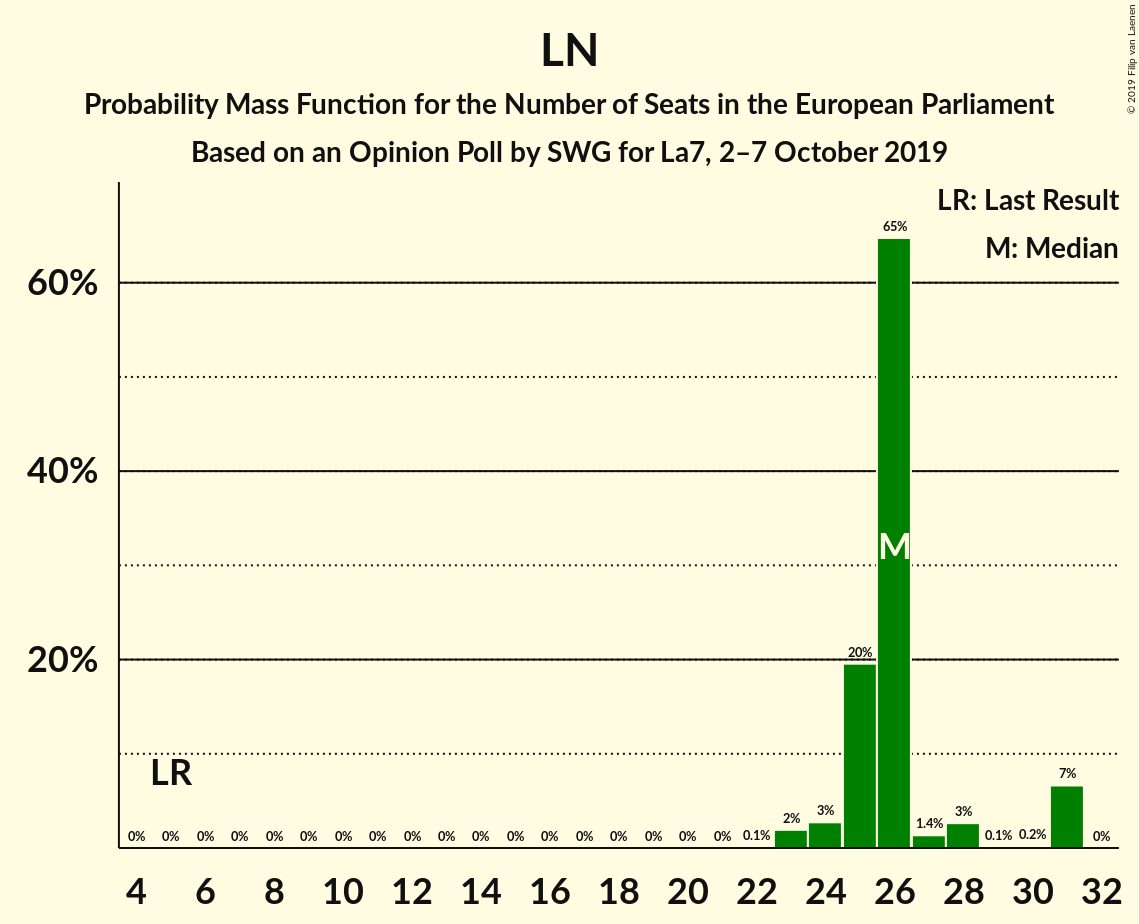 LN
Probability Mass Function for the Number of Seats in the European Parliament
Based on an Opinion Poll by SWG for La7, 2–7 October 2019
© 2019 Filip van Laenen
LR: Last Result
M: Median
65%
60%
40%
M
20%
20%
LR
7%
0% 0% 0% 0% 0% 0% 0% 0% 0% 0% 0% 0% 0% 0% 0% 0% 0% 0% 0.1% 2% 3% 1.4% 3% 0.1% 0.2% 0%
4 6 8 10 12 14 16 18 20 22 24 26 28 30 32